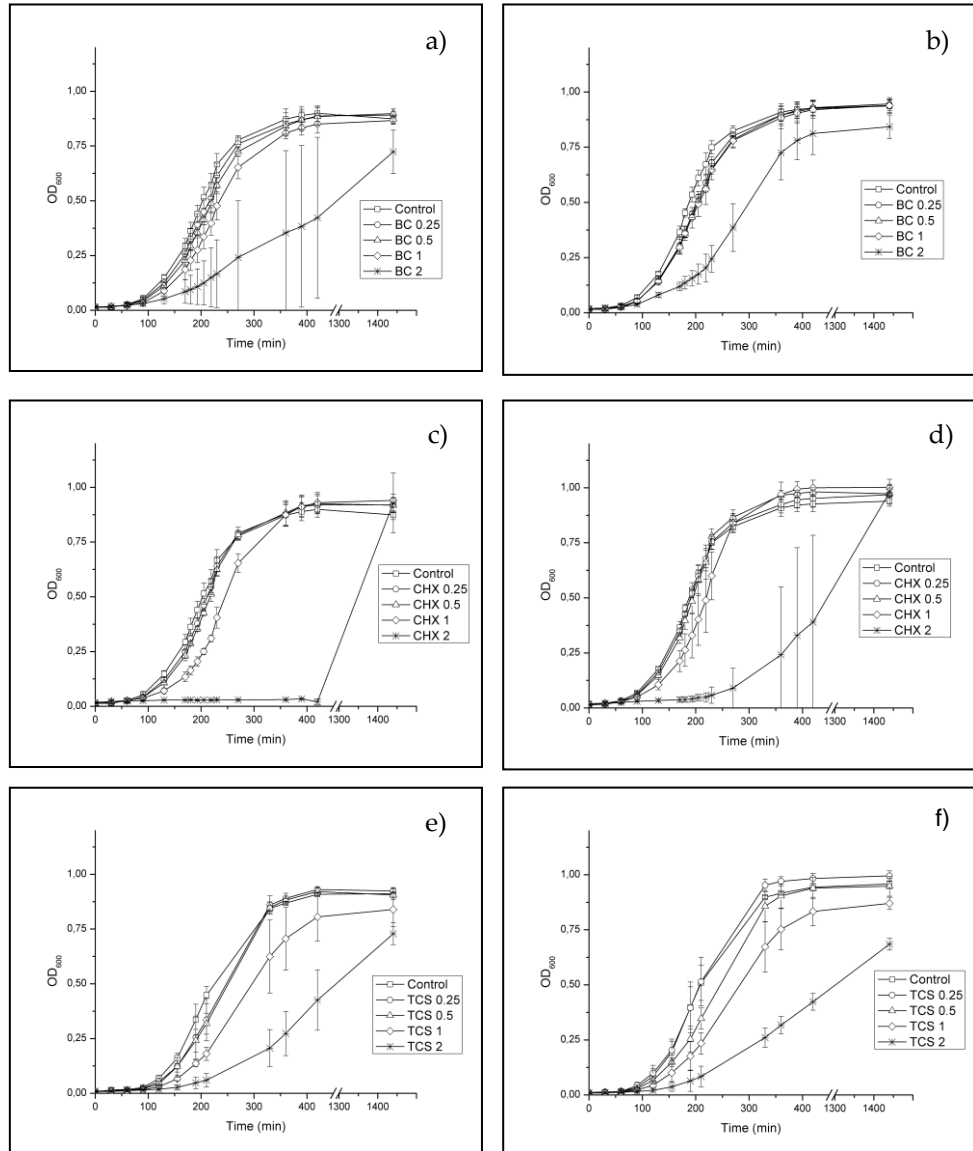 a)
1,00
0,75
0,50
0,25
0,00
OD600
Control
BC 0.25
BC 0.5
BC 1
BC 2
0 100 200 300 400 1300 1400
Time (min)
b)
1,00
0,75
0,50
0,25
0,00
OD600
Control
BC 0.25
BC 0.5
BC 1
BC 2
0 100 200 300 400 1300 1400
Time (min)
c)
1,00
0,75
0,50
0,25
0,00
OD600
Control
CHX 0.25
CHX 0.5
CHX 1
CHX 2
0 100 200 300 400 1300 1400
Time (min)
d)
1,00
0,75
0,50
0,25
0,00
OD600
Control
CHX 0.25
CHX 0.5
CHX 1
CHX 2
0 100 200 300 400 1300 1400
Time (min)
e)
1,00
0,75
0,50
0,25
0,00
OD600
Control
TCS 0.25
TCS 0.5
TCS 1
TCS 2
0 100 200 300 400 1300 1400
Time (min)
f)
1,00
0,75
0,50
0,25
0,00
OD600
Control
TCS 0.25
TCS 0.5
TCS 1
TCS 2
0 100 200 300 400 1300 1400
Time (min)